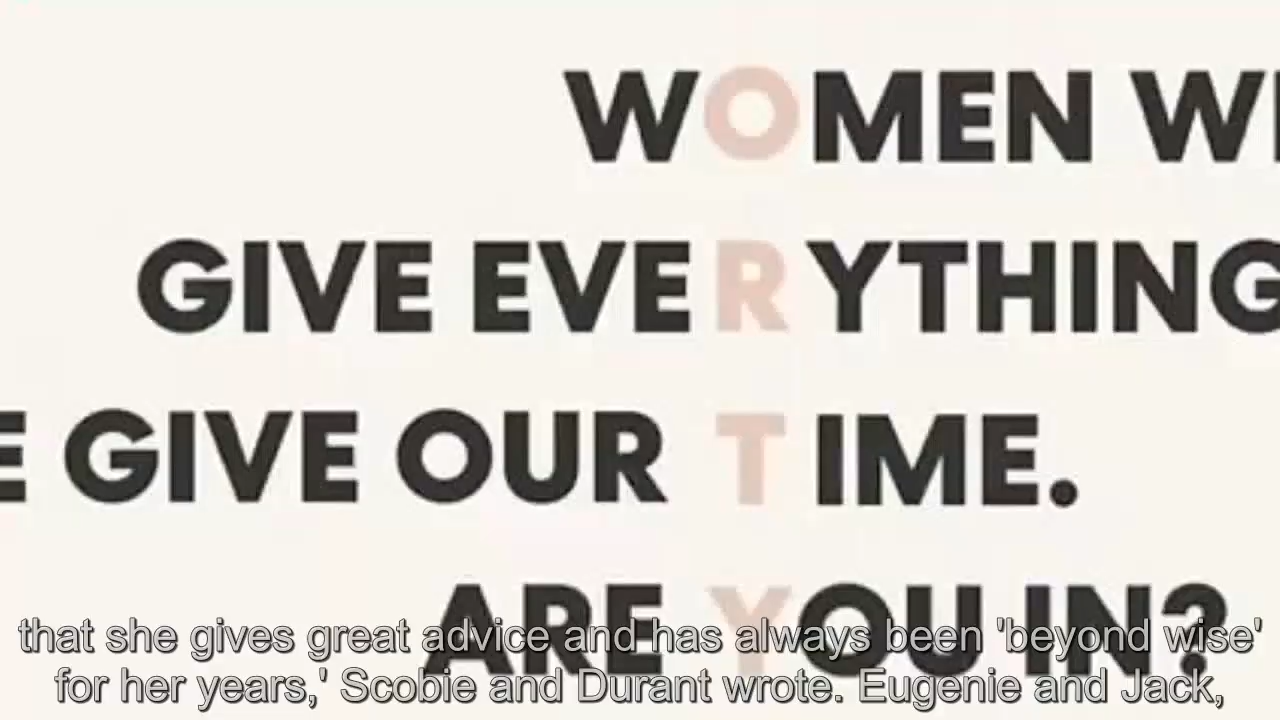 WOMEN W
GIVE EVERYTHING
E GIVE OUR TIME.
ARE YOU IN?
that she gives great advice and has always been 'beyond wise'
for her years,' Scobie and Durant wrote. Eugenie and Jack,